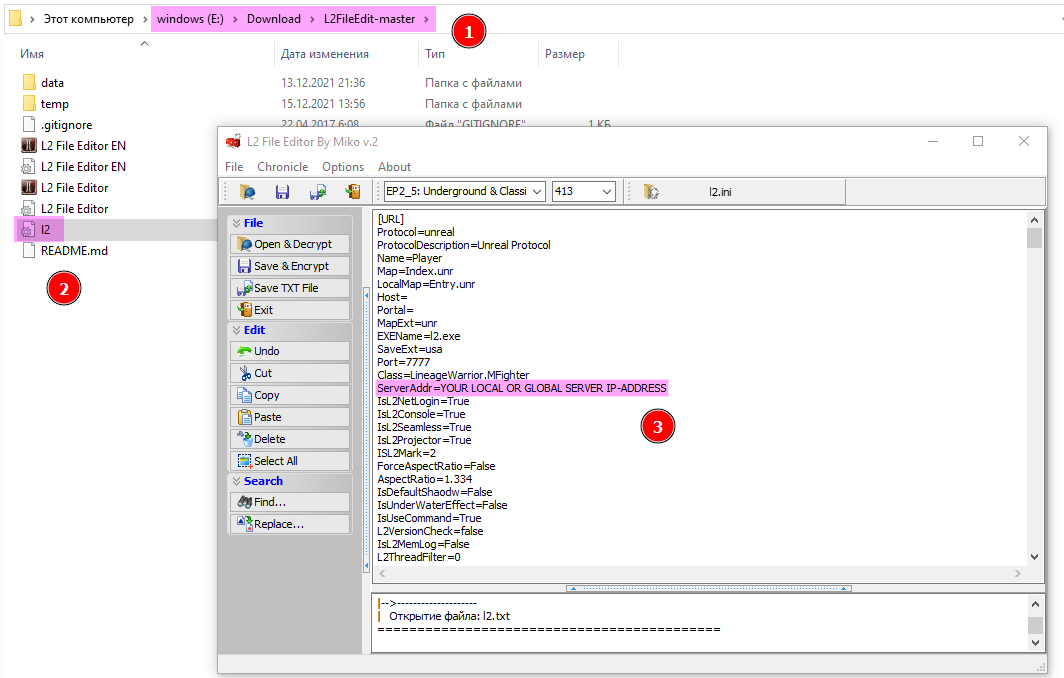 Этот компьютер > windows (E:) > Download > L2FileEdit-master >
1
Имя Дата изменения Тип Размер
data 13.12.2021 21:36 Папка с файлами
temp 15.12.2021 13:56 Папка с файлами
.gitignore 22.04.2017 6:08 Файл "GITIGNORE" 1 КБ
L2 File Editor EN
L2 File Editor EN
L2 File Editor
L2 File Editor
l2
README.md
2
L2 File Editor By Miko v.2
File Chronicle Options About
EP2_5: Underground & Classi 413 l2.ini
File
Open & Decrypt
Save & Encrypt
Save TXT File
Exit
Edit
Undo
Cut
Copy
Paste
Delete
Select All
Search
Find...
Replace...
[URL]
Protocol=unreal
ProtocolDescription=Unreal Protocol
Name=Player
Map=Index.unr
LocalMap=Entry.unr
Host=
Portal=
MapExt=unr
EXEName=l2.exe
SaveExt=usa
Port=7777
Class=LineageWarrior.MFighter
ServerAddr=YOUR LOCAL OR GLOBAL SERVER IP-ADDRESS
IsL2NetLogin=True
IsL2Console=True
IsL2Seamless=True
IsL2Projector=True
ISL2Mark=2
ForceAspectRatio=False
AspectRatio=1.334
IsDefaultShaodw=False
IsUnderWaterEffect=False
IsUseCommand=True
L2VersionCheck=false
IsL2MemLog=False
L2ThreadFilter=0
3
|-->--------------------
| Открытие файла: l2.txt
============================================